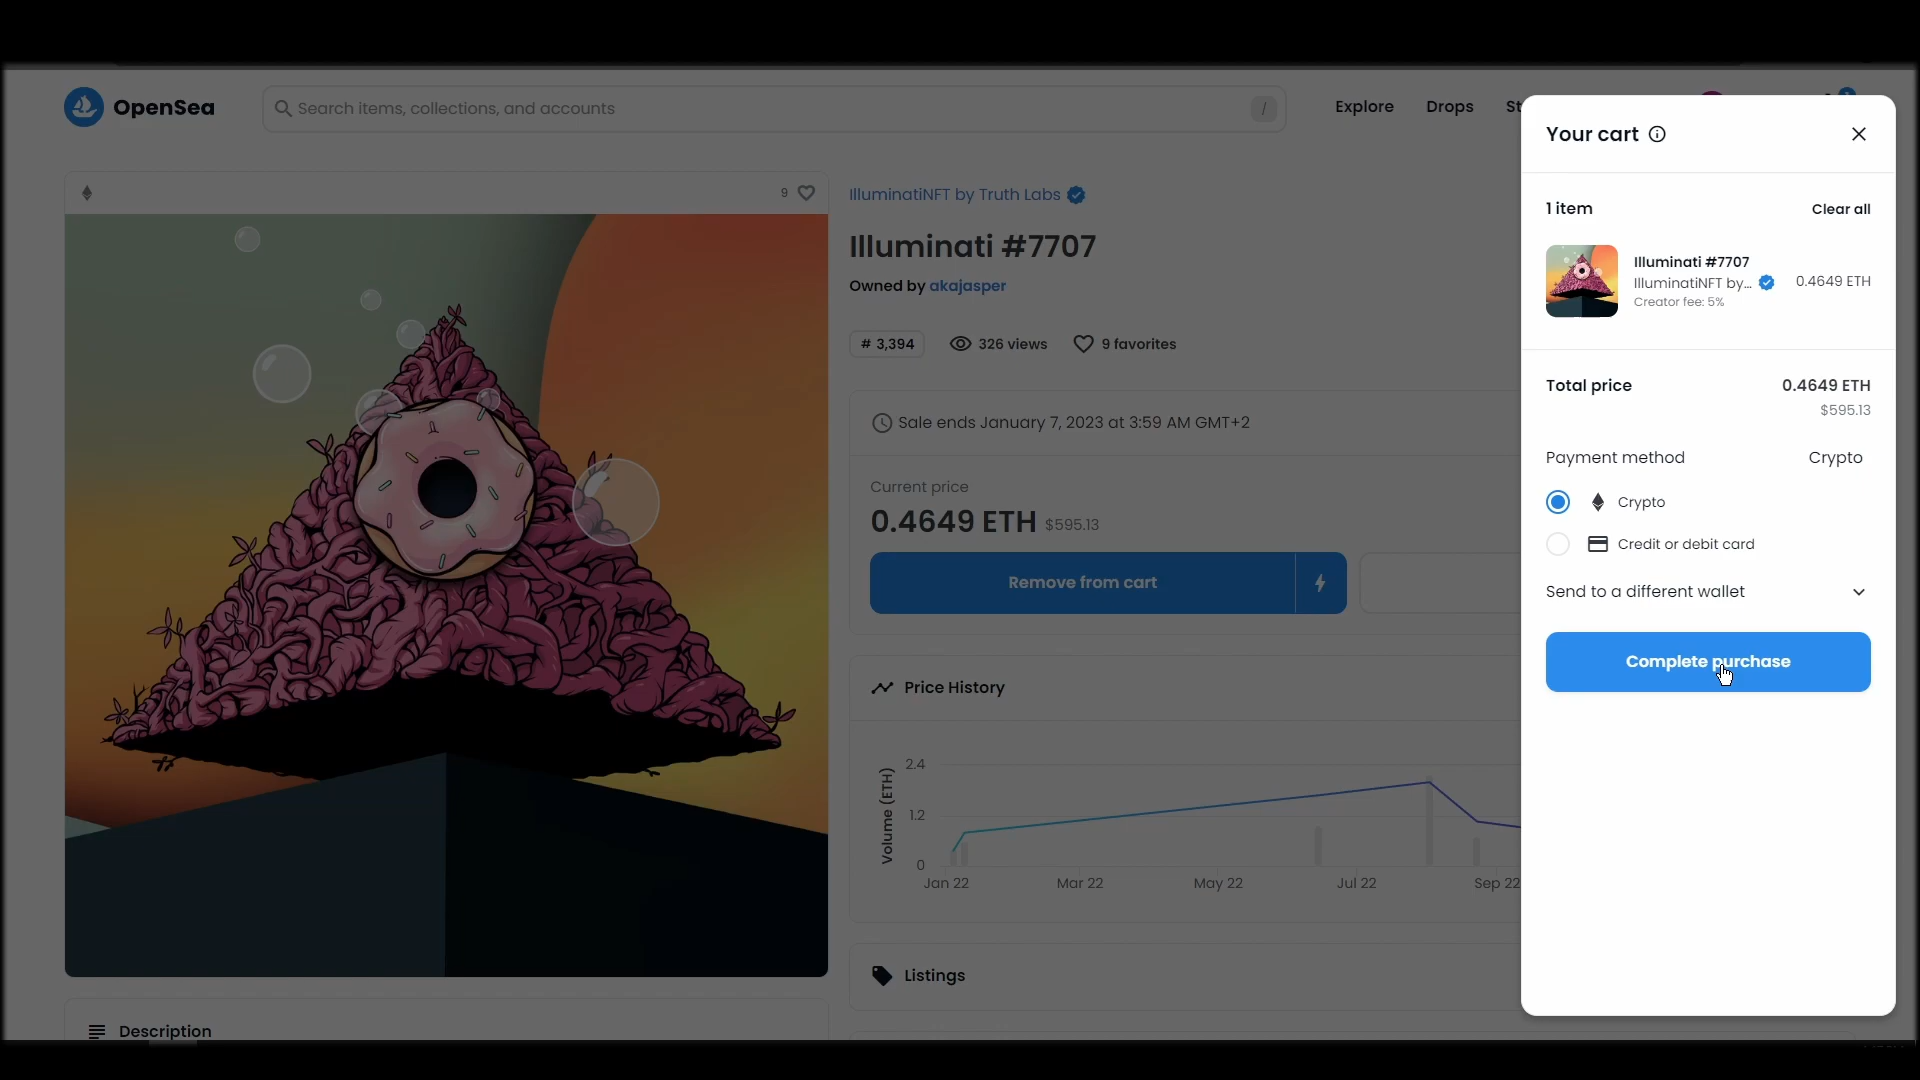 OpenSea
Search items, collections, and accounts
/
Explore
Drops
St
9
IlluminatiNFT by Truth Labs
Illuminati #7707
Owned by akajasper
# 3,394
326 views
9 favorites
Sale ends January 7, 2023 at 3:59 AM GMT+2
Current price
0.4649 ETH $595.13
Remove from cart
Price History
Volume (ETH)
2.4
1.2
0
Jan 22
Mar 22
May 22
Jul 22
Sep 22
Listings
Description
Your cart
1 item
Clear all
Illuminati #7707
IlluminatiNFT by...
0.4649 ETH
Creator fee: 5%
Total price
0.4649 ETH
$595.13
Payment method
Crypto
Crypto
Credit or debit card
Send to a different wallet
Complete purchase